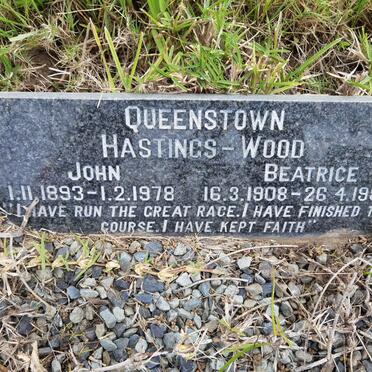 QUEENSTOWN
HASTINGS-WOOD
JOHN BEATRICE
1.11.1893-1.2.1978 16.3.1908-26.4.19
"I HAVE RUN THE GREAT RACE. I HAVE FINISHED
COURSE. I HAVE KEPT FAITH